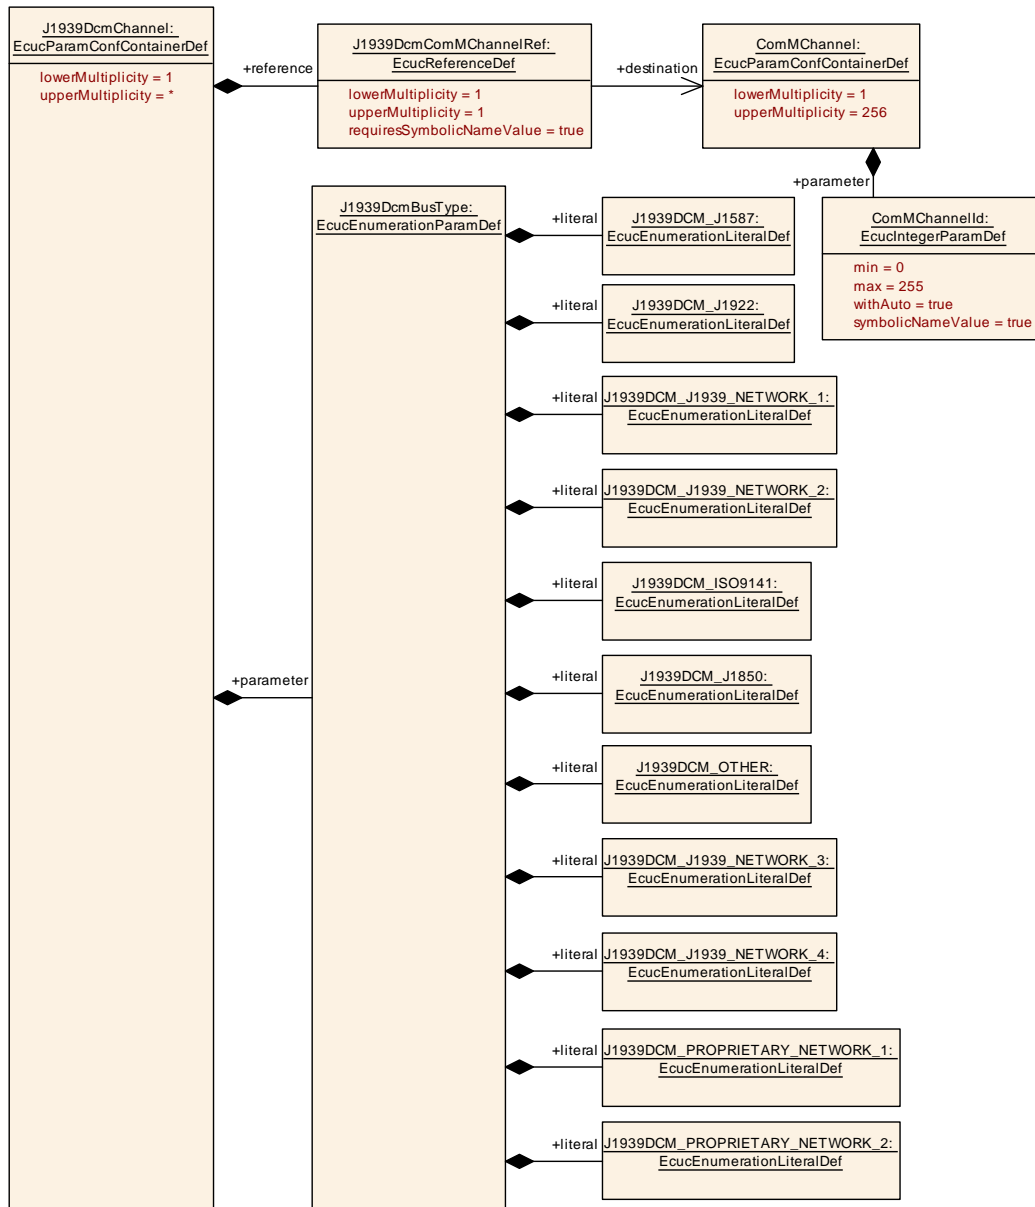 J1939DcmChannel:
EcucParamConfContainerDef
lowerMultiplicity = 1
upperMultiplicity = *
+reference
J1939DcmComMChannelRef:
EcucReferenceDef
lowerMultiplicity = 1
upperMultiplicity = 1
requiresSymbolicNameValue = true
+destination
ComMChannel:
EcucParamConfContainerDef
lowerMultiplicity = 1
upperMultiplicity = 256
+parameter
ComMChannelId:
EcucIntegerParamDef
min = 0
max = 255
withAuto = true
symbolicNameValue = true
+parameter
J1939DcmBusType:
EcucEnumerationParamDef
+literal
J1939DCM_J1587:
EcucEnumerationLiteralDef
+literal
J1939DCM_J1922:
EcucEnumerationLiteralDef
+literal
J1939DCM_J1939_NETWORK_1:
EcucEnumerationLiteralDef
+literal
J1939DCM_J1939_NETWORK_2:
EcucEnumerationLiteralDef
+literal
J1939DCM_ISO9141:
EcucEnumerationLiteralDef
+literal
J1939DCM_J1850:
EcucEnumerationLiteralDef
+literal
J1939DCM_OTHER:
EcucEnumerationLiteralDef
+literal
J1939DCM_J1939_NETWORK_3:
EcucEnumerationLiteralDef
+literal
J1939DCM_J1939_NETWORK_4:
EcucEnumerationLiteralDef
+literal
J1939DCM_PROPRIETARY_NETWORK_1:
EcucEnumerationLiteralDef
+literal
J1939DCM_PROPRIETARY_NETWORK_2:
EcucEnumerationLiteralDef